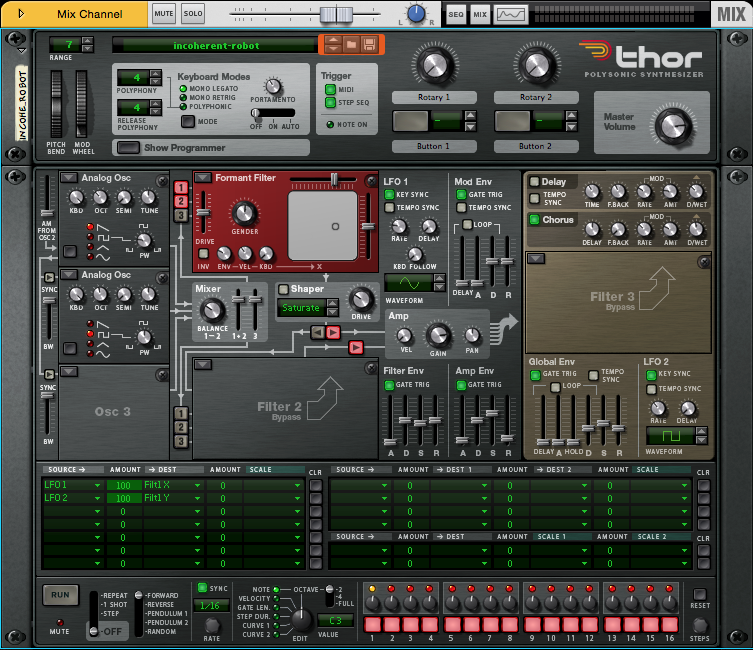 Mix Channel
MUTE
SOLO
L
R
SEQ
MIX
MIX
7
RANGE
incoherent-robot
INCOHE_ROBOT
PITCH BEND
MOD WHEEL
4
POLYPHONY
4
RELEASE POLYPHONY
Keyboard Modes
MONO LEGATO
MONO RETRIG
POLYPHONIC
MODE
PORTAMENTO
OFF ON AUTO
Show Programmer
Trigger
MIDI
STEP SEQ
NOTE ON
Rotary 1
Rotary 2
Button 1
Button 2
thor
POLYSONIC SYNTHESIZER
Master Volume
AM FROM OSC 2
SYNC
BW
SYNC
BW
Analog Osc
KBD OCT SEMI TUNE
PW
Analog Osc
KBD OCT SEMI TUNE
PW
Osc 3
1
2
3
Formant Filter
DRIVE
GENDER
INV ENV VEL KBD
X
Mixer
BALANCE
1 – 2
1+2 3
Shaper
Saturate
DRIVE
Amp
VEL GAIN PAN
Filter 2
Bypass
1
2
3
LFO 1
KEY SYNC
TEMPO SYNC
RATE DELAY
KBD FOLLOW
WAVEFORM
Mod Env
GATE TRIG
TEMPO SYNC
LOOP
DELAY A D R
Filter Env
GATE TRIG
A D S R
Amp Env
GATE TRIG
A D S R
Delay
TEMPO SYNC
MOD
TIME F.BACK RATE AMT D/WET
Chorus
MOD
DELAY F.BACK RATE AMT D/WET
Filter 3
Bypass
Global Env
GATE TRIG
TEMPO SYNC
LOOP
DELAY A HOLD D S R
LFO 2
KEY SYNC
TEMPO SYNC
RATE DELAY
WAVEFORM
SOURCE AMOUNT DEST AMOUNT SCALE CLR
LFO 1 100 Filt1 X 0
LFO 2 100 Filt1 Y 0
0 0
0 0
0 0
0 0
0 0
SOURCE AMOUNT DEST 1 AMOUNT DEST 2 AMOUNT SCALE CLR
0 0 0
0 0 0
0 0 0
0 0 0
SOURCE AMOUNT DEST AMOUNT SCALE 1 AMOUNT SCALE 2 CLR
0 0 0
0 0 0
RUN
MUTE
REPEAT
1 SHOT
STEP
OFF
FORWARD
REVERSE
PENDULUM 1
PENDULUM 2
RANDOM
SYNC
1/16
RATE
NOTE
VELOCITY
GATE LEN.
STEP DUR.
CURVE 1
CURVE 2
EDIT
OCTAVE
2
4
FULL
C 3
VALUE
1 2 3 4 5 6 7 8 9 10 11 12 13 14 15 16
RESET
STEPS